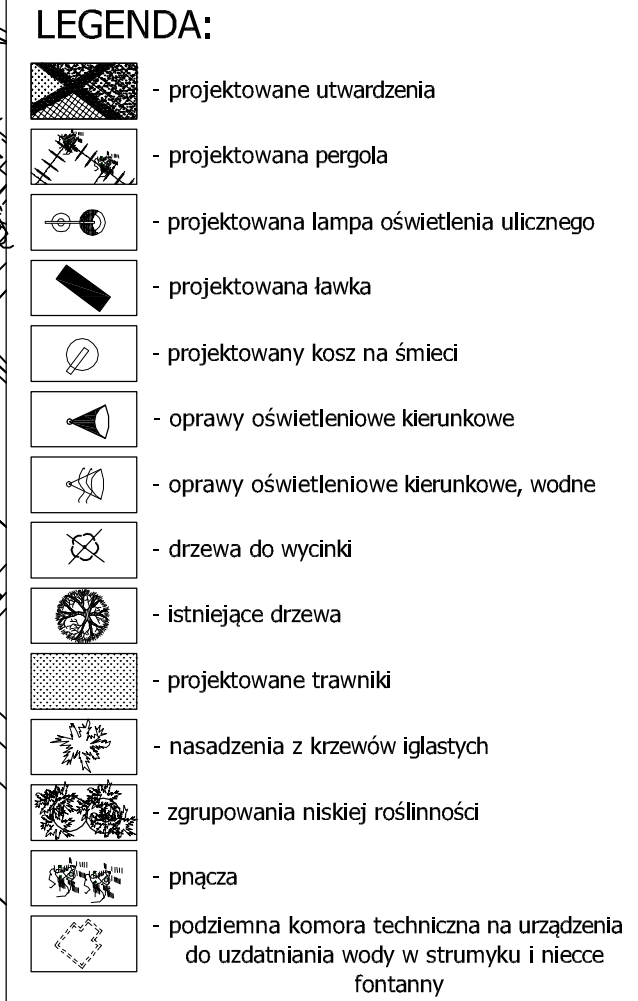 LEGENDA:
- projektowane utwardzenia
- projektowana pergola
- projektowana lampa oświetlenia ulicznego
- projektowana ławka
- projektowany kosz na śmieci
- oprawy oświetleniowe kierunkowe
- oprawy oświetleniowe kierunkowe, wodne
- drzewa do wycinki
- istniejące drzewa
- projektowane trawniki
- nasadzenia z krzewów iglastych
- zgrupowania niskiej roślinności
- pnącza
- podziemna komora techniczna na urządzenia
do uzdatniania wody w strumyku i niecce
fontanny